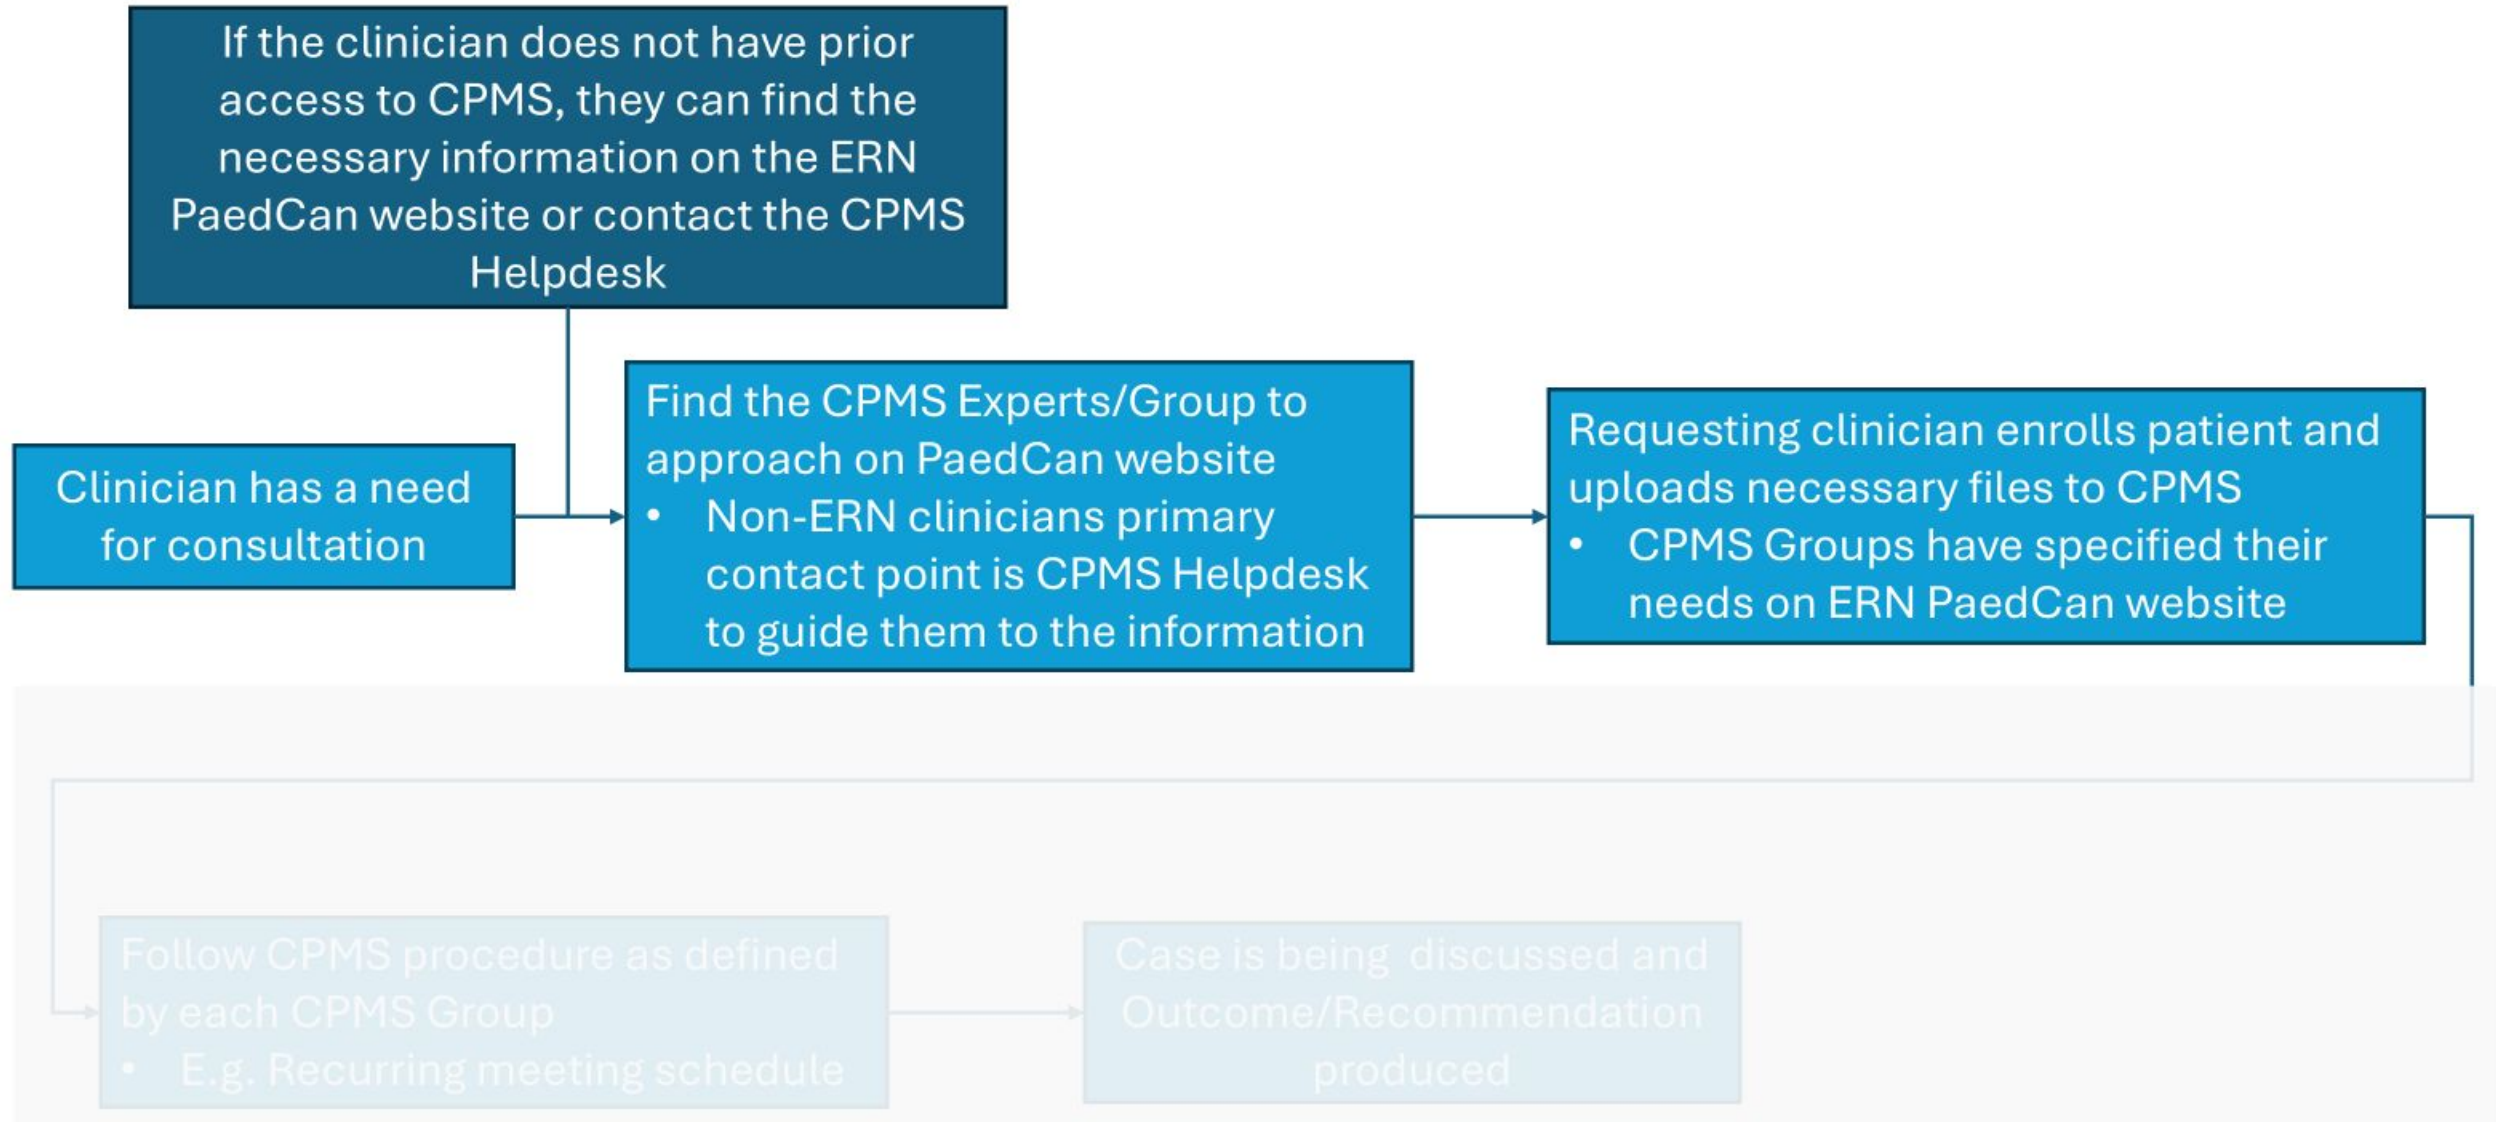 If the clinician does not have prior
access to CPMS, they can find the
necessary information on the ERN
PaedCan website or contact the CPMS
Helpdesk
Clinician has a need
for consultation
Find the CPMS Experts/Group to
approach on PaedCan website
• Non-ERN clinicians primary
contact point is CPMS Helpdesk
to guide them to the information
Requesting clinician enrolls patient and
uploads necessary files to CPMS
• CPMS Groups have specified their
needs on ERN PaedCan website
Follow CPMS procedure as defined
by each CPMS Group
• E.g. Recurring meeting schedule
Case is being discussed and
Outcome/Recommendation
produced